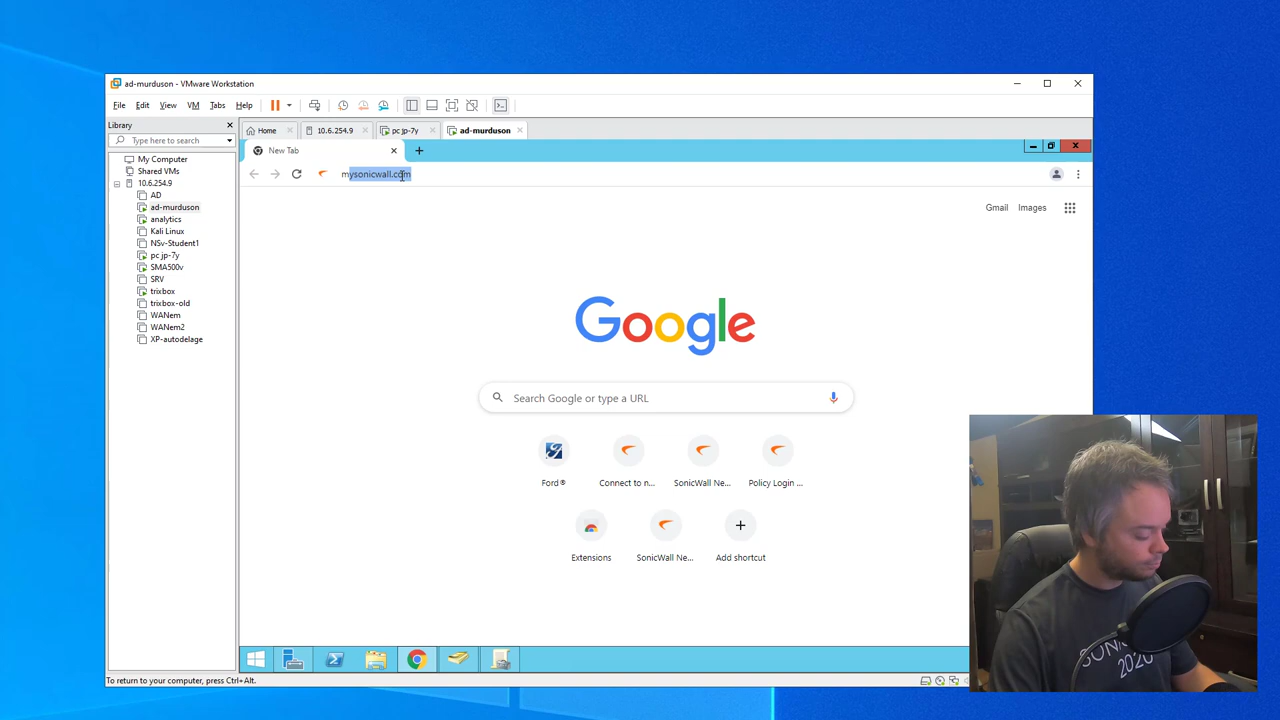 ad-murduson - VMware Workstation
File Edit View VM Tabs Help
Library
Type here to search
My Computer
Shared VMs
10.6.254.9
AD
ad-murduson
analytics
Kali Linux
NSv-Student1
pc jp-7y
SMA500v
SRV
trixbox
trixbox-old
WANem
WANem2
XP-autodelage
Home 10.6.254.9 pc jp-7y ad-murduson
New Tab
mysonicwall.com
Gmail Images
Google
Search Google or type a URL
Ford® Connect to n... SonicWall Ne... Policy Login ...
Extensions SonicWall Ne... Add shortcut
To return to your computer, press Ctrl+Alt.
SONIC
2020